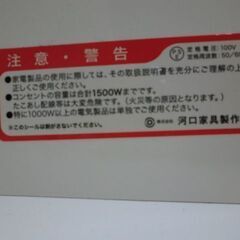 注意・警告
定格電圧：100V
定格周波数：50/60
●家電製品の使用に際しては、その取扱説明書を充分にご理解の上
正しくご使用ください。
●コンセントの容量は合計1500Wまでです。
たこあし配線等は大変危険です。（火災等の原因となります。）
●特に1000W以上の電気製品は単独でご使用ください。
※このシールは剥がさないでください。
株式会社 河口家具製作